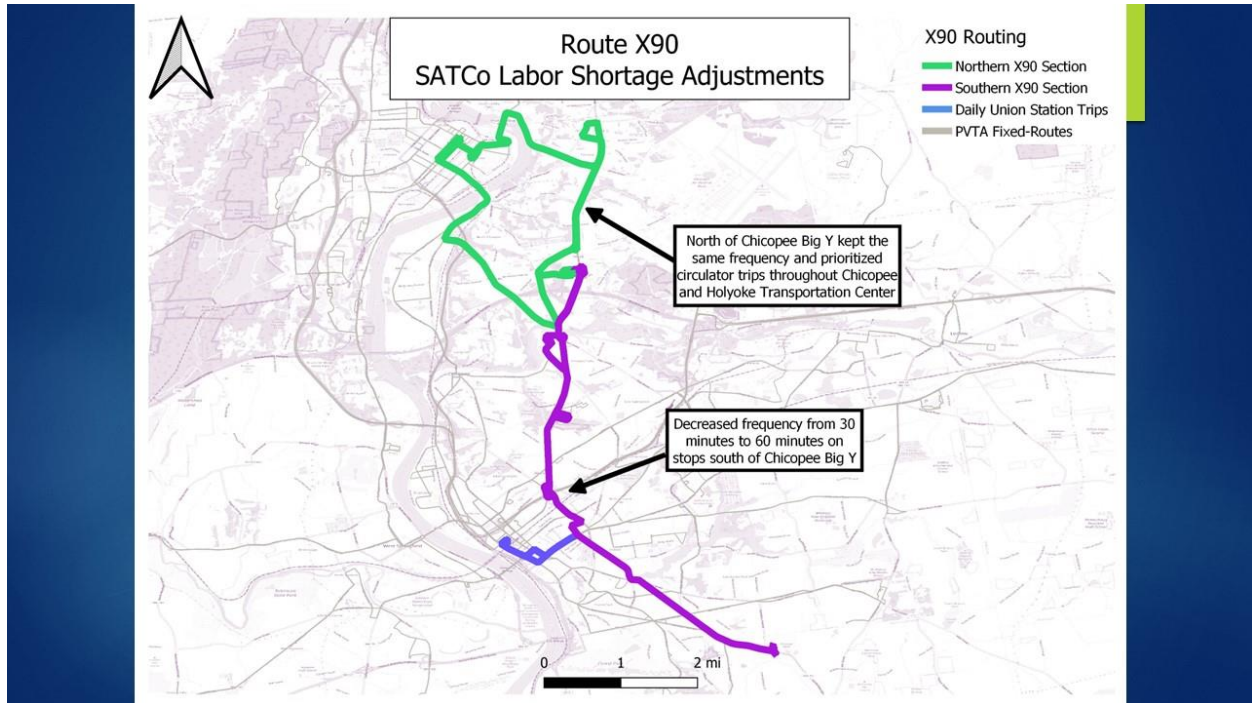 Route X90
SATCo Labor Shortage Adjustments
X90 Routing
Northern X90 Section
Southern X90 Section
Daily Union Station Trips
PVTA Fixed-Routes
North of Chicopee Big Y kept the
same frequency and prioritized
circulator trips throughout Chicopee
and Holyoke Transportation Center
Decreased frequency from 30
minutes to 60 minutes on
stops south of Chicopee Big Y
0 1 2 mi